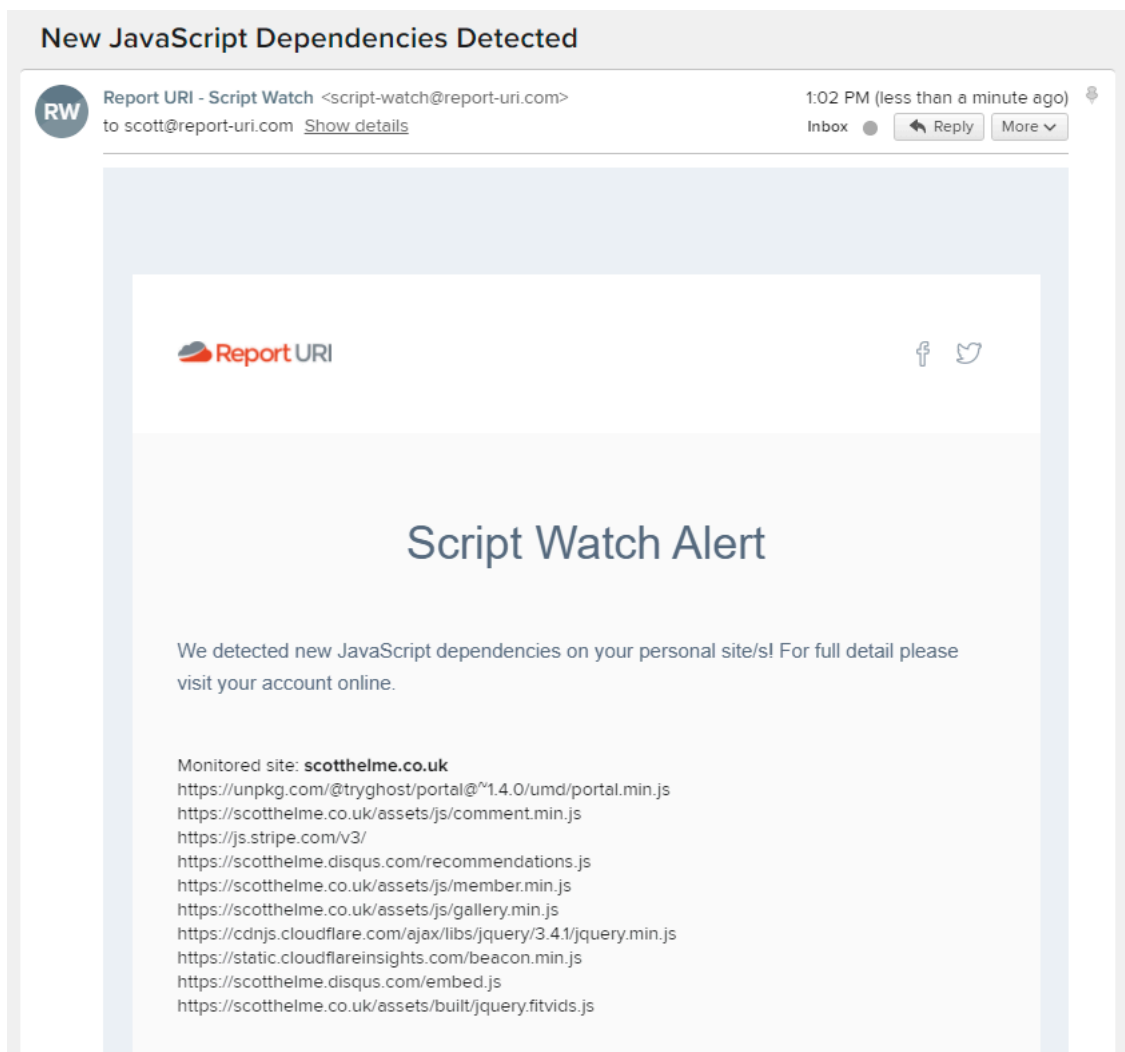 New JavaScript Dependencies Detected
RW
Report URI - Script Watch <script-watch@report-uri.com>
1:02 PM (less than a minute ago)
to scott@report-uri.com Show details
Inbox Reply More
Report URI
Script Watch Alert
We detected new JavaScript dependencies on your personal site/s! For full detail please
visit your account online.
Monitored site: scotthelme.co.uk
https://unpkg.com/@tryghost/portal@~1.4.0/umd/portal.min.js
https://scotthelme.co.uk/assets/js/comment.min.js
https://js.stripe.com/v3/
https://scotthelme.disqus.com/recommendations.js
https://scotthelme.co.uk/assets/js/member.min.js
https://scotthelme.co.uk/assets/js/gallery.min.js
https://cdnjs.cloudflare.com/ajax/libs/jquery/3.4.1/jquery.min.js
https://static.cloudflareinsights.com/beacon.min.js
https://scotthelme.disqus.com/embed.js
https://scotthelme.co.uk/assets/built/jquery.fitvids.js